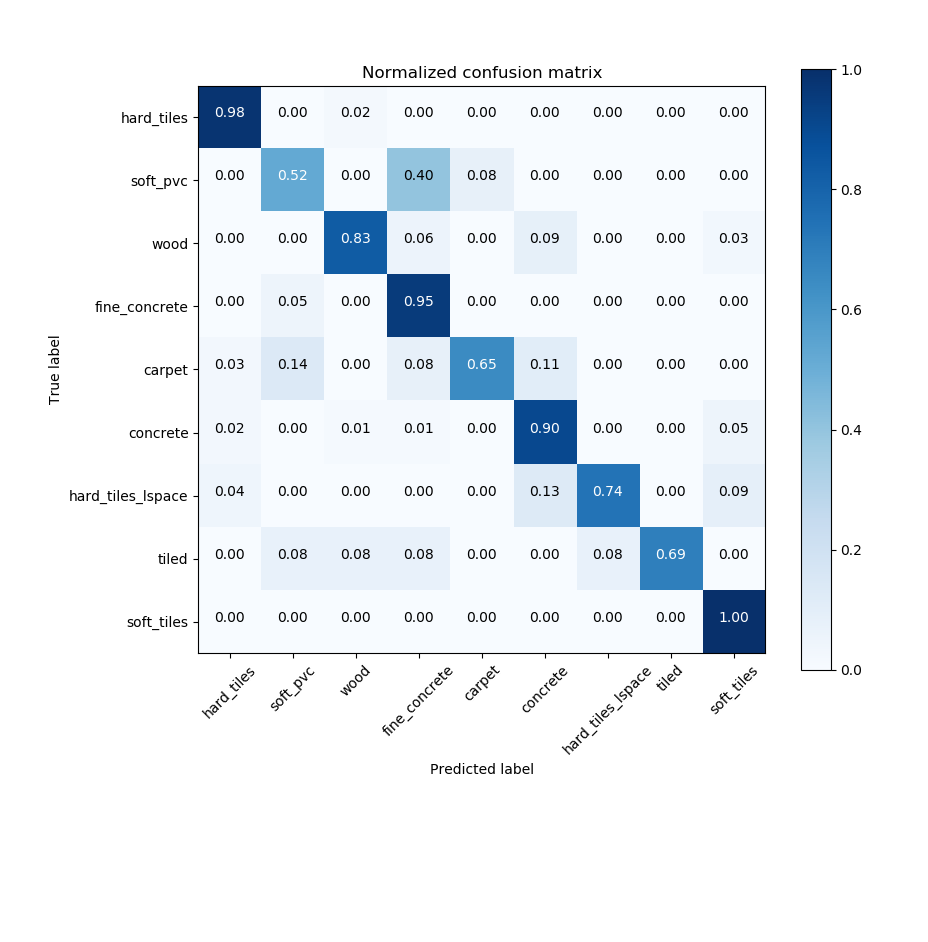 Normalized confusion matrix
1.0
hard_tiles 0.98 0.00 0.02 0.00 0.00 0.00 0.00 0.00 0.00
soft_pvc 0.00 0.52 0.00 0.40 0.08 0.00 0.00 0.00 0.00
0.8
wood 0.00 0.00 0.83 0.06 0.00 0.09 0.00 0.00 0.03
fine_concrete 0.00 0.05 0.00 0.95 0.00 0.00 0.00 0.00 0.00
0.6
True label
carpet 0.03 0.14 0.00 0.08 0.65 0.11 0.00 0.00 0.00
concrete 0.02 0.00 0.01 0.01 0.00 0.90 0.00 0.00 0.05
0.4
hard_tiles_lspace 0.04 0.00 0.00 0.00 0.00 0.13 0.74 0.00 0.09
0.2
tiled 0.00 0.08 0.08 0.08 0.00 0.00 0.08 0.69 0.00
soft_tiles 0.00 0.00 0.00 0.00 0.00 0.00 0.00 0.00 1.00
0.0
hard_tiles soft_pvc wood fine_concrete carpet concrete hard_tiles_lspace tiled soft_tiles
Predicted label